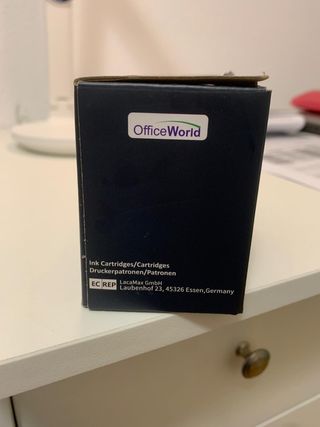 OfficeWorld
Ink Cartridges/Cartridges
Druckerpatronen/Patronen
EC REP LacaMax GmbH
Laubenhof 23, 45326 Essen,Germany